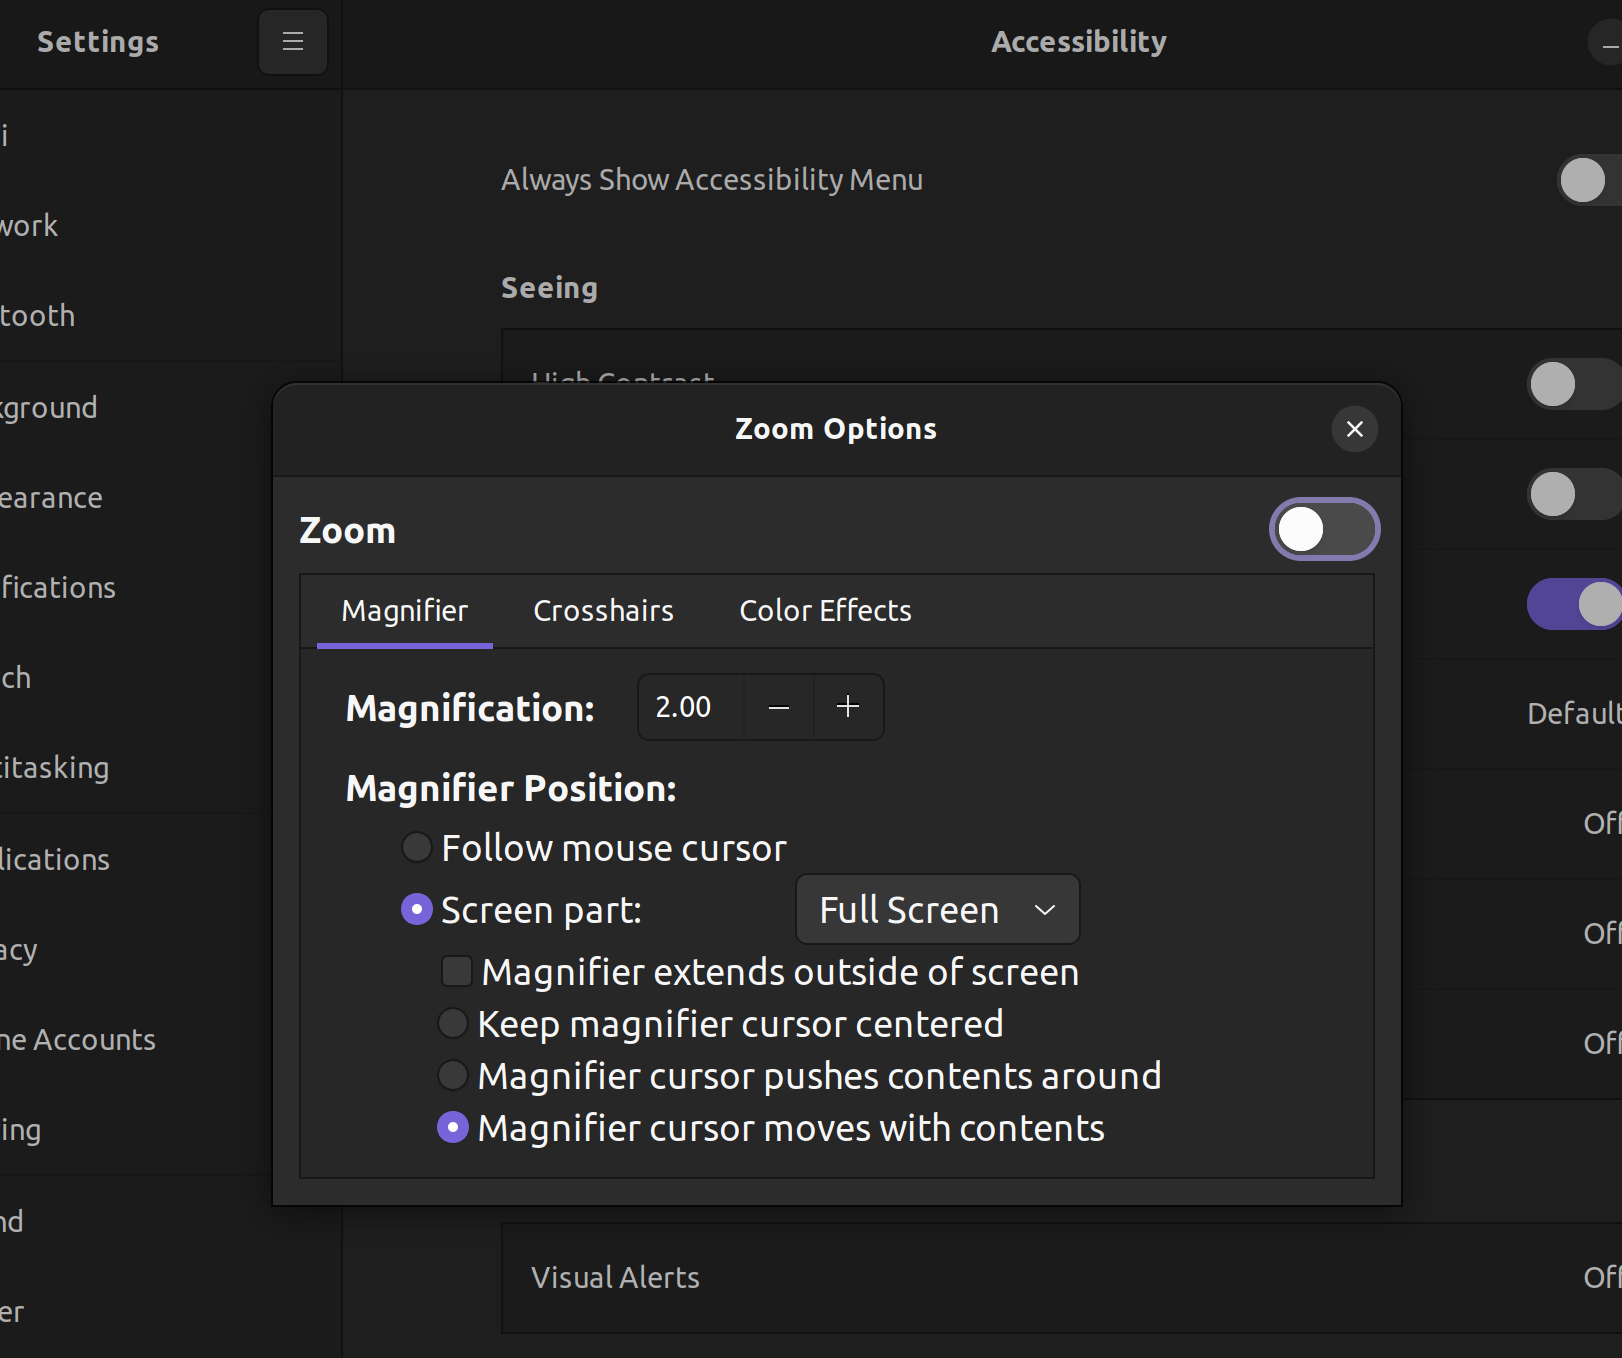 Settings
Accessibility
i
work
tooth
kground
earance
fications
ch
titasking
lications
acy
ne Accounts
ing
nd
er
Always Show Accessibility Menu
Seeing
High Contrast
Zoom Options
Zoom
Magnifier Crosshairs Color Effects
Magnification: 2.00
Magnifier Position:
Follow mouse cursor
Screen part: Full Screen
Magnifier extends outside of screen
Keep magnifier cursor centered
Magnifier cursor pushes contents around
Magnifier cursor moves with contents
Default
Off
Off
Off
Visual Alerts Off